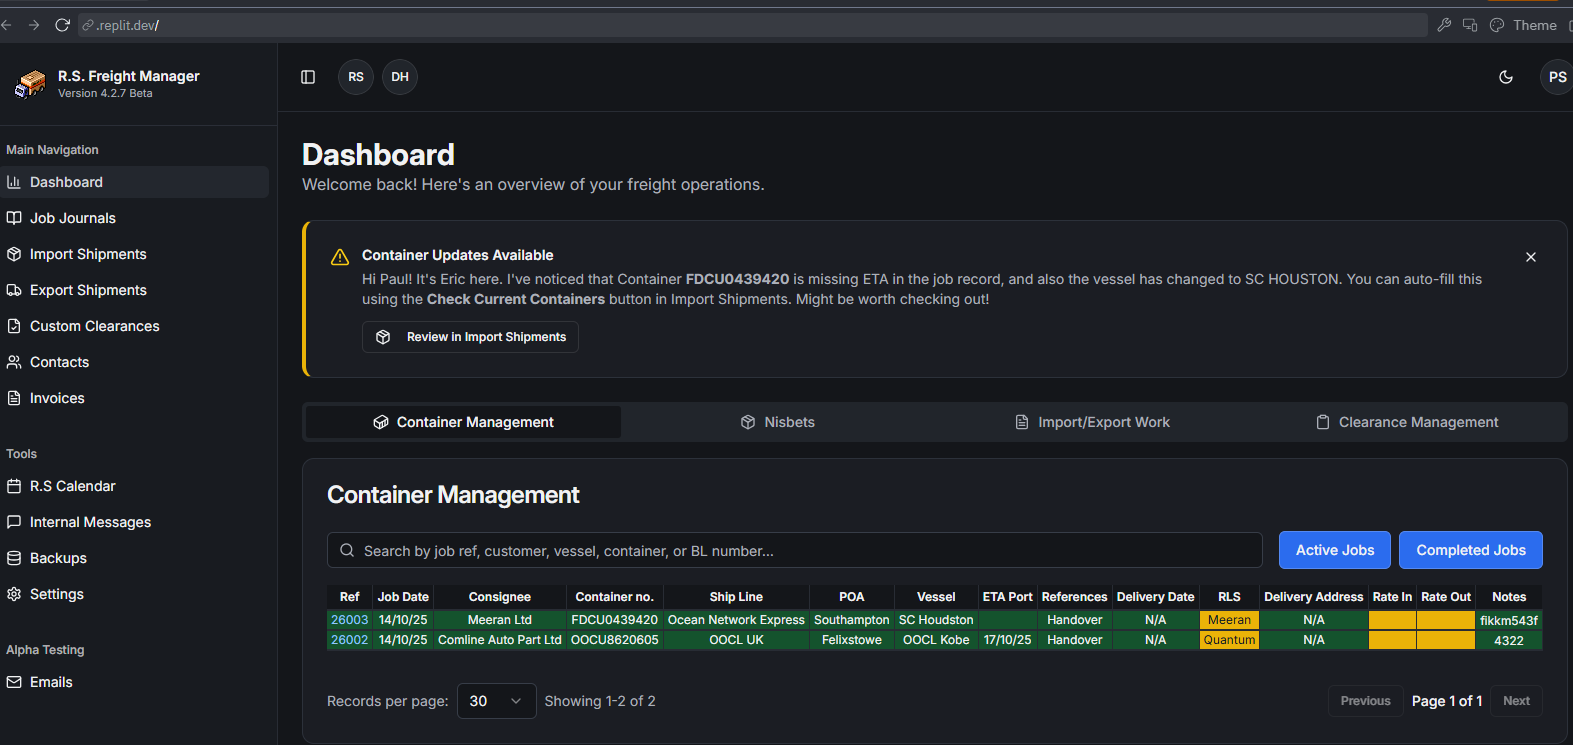 .replit.dev/
Theme
R.S. Freight Manager
Version 4.2.7 Beta
RS
DH
PS
Main Navigation
Dashboard
Job Journals
Import Shipments
Export Shipments
Custom Clearances
Contacts
Invoices
Tools
R.S Calendar
Internal Messages
Backups
Settings
Alpha Testing
Emails
Dashboard
Welcome back! Here's an overview of your freight operations.
Container Updates Available
Hi Paul! It's Eric here. I've noticed that Container FDCU0439420 is missing ETA in the job record, and also the vessel has changed to SC HOUSTON. You can auto-fill this
using the Check Current Containers button in Import Shipments. Might be worth checking out!
Review in Import Shipments
Container Management Nisbets Import/Export Work Clearance Management
Container Management
Search by job ref, customer, vessel, container, or BL number...
Active Jobs
Completed Jobs
Ref Job Date Consignee Container no. Ship Line POA Vessel ETA Port References Delivery Date RLS Delivery Address Rate In Rate Out Notes
26003 14/10/25 Meeran Ltd FDCU0439420 Ocean Network Express Southampton SC Houdston Handover N/A Meeran N/A fikkm543f
26002 14/10/25 Comline Auto Part Ltd OOCU8620605 OOCL UK Felixstowe OOCL Kobe 17/10/25 Handover N/A Quantum N/A 4322
Records per page: 30 Showing 1-2 of 2 Previous Page 1 of 1 Next